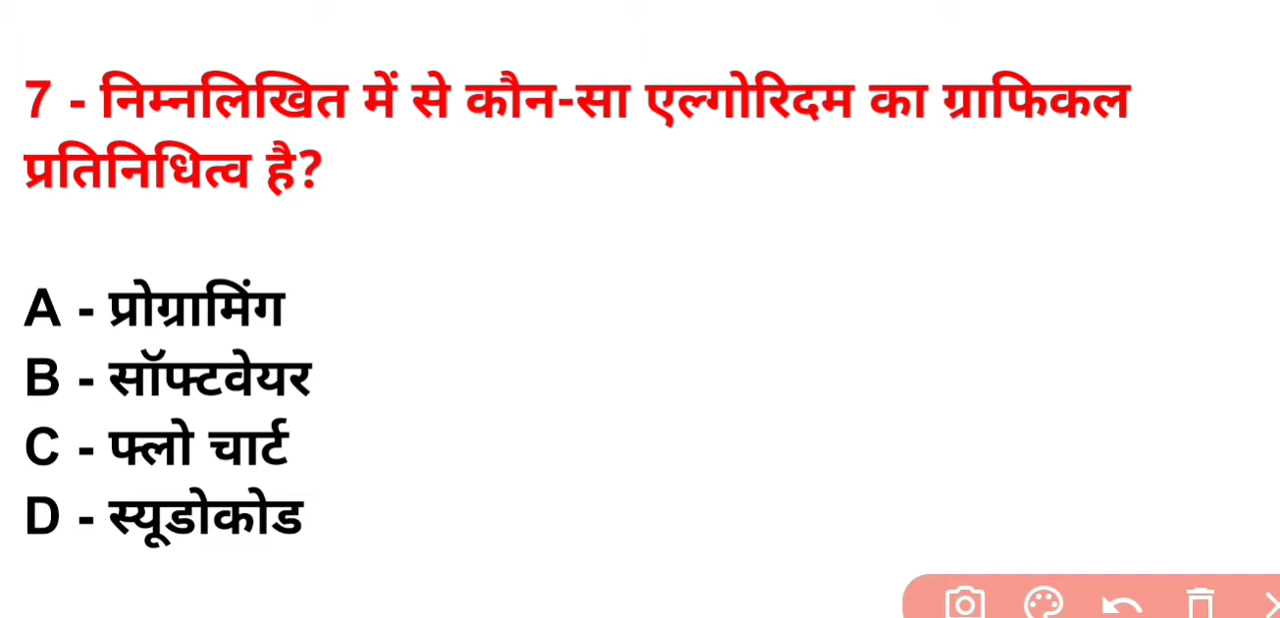 7 - निम्नलिखित में से कौन-सा एल्गोरिदम का ग्राफिकल
प्रतिनिधित्व है?
A - प्रोग्रामिंग
B - सॉफ्टवेयर
C - फ्लो चार्ट
D - स्यूडोकोड